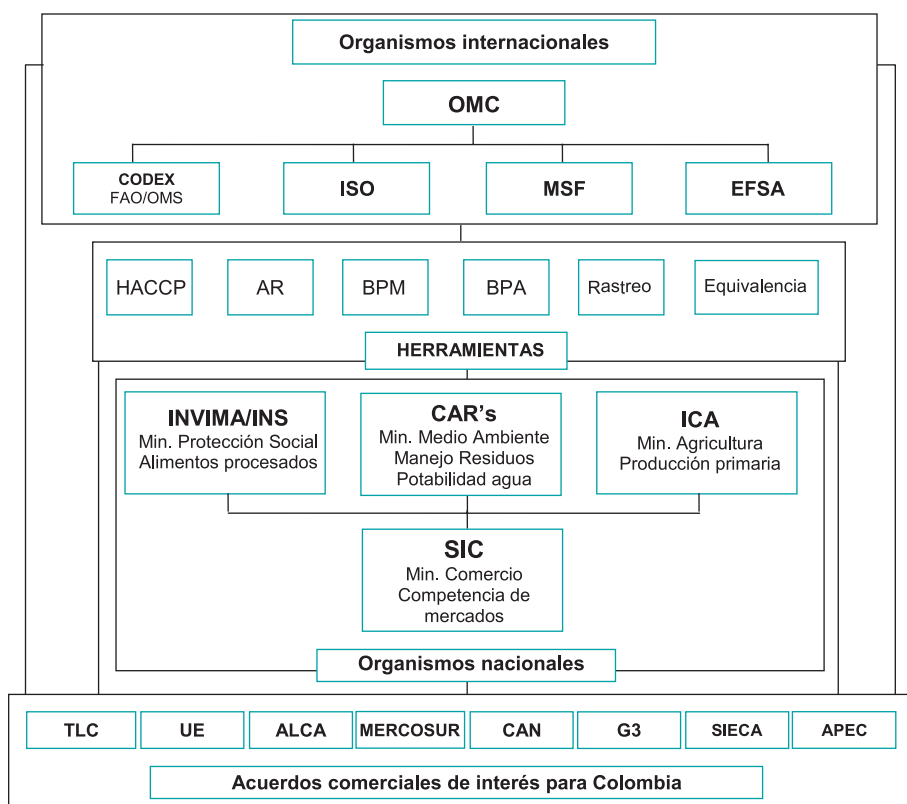 Organismos internacionales
OMC
CODEX
FAO/OMS
ISO
MSF
EFSA
HACCP
AR
BPM
BPA
Rastreo
Equivalencia
HERRAMIENTAS
INVIMA/INS
Min. Protección Social
Alimentos procesados
CAR's
Min. Medio Ambiente
Manejo Residuos
Potabilidad agua
ICA
Min. Agricultura
Producción primaria
SIC
Min. Comercio
Competencia de
mercados
Organismos nacionales
TLC
UE
ALCA
MERCOSUR
CAN
G3
SIECA
APEC
Acuerdos comerciales de interés para Colombia